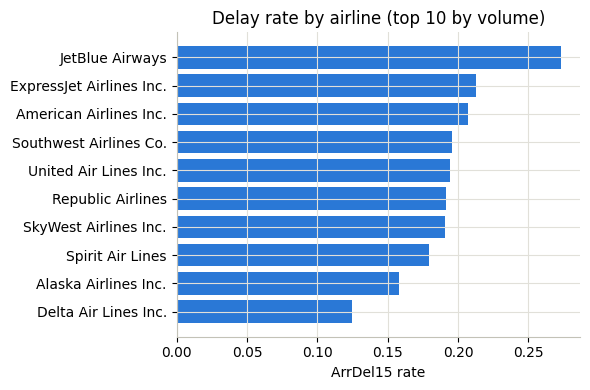 Delay rate by airline (top 10 by volume)
JetBlue Airways
ExpressJet Airlines Inc.
American Airlines Inc.
Southwest Airlines Co.
United Air Lines Inc.
Republic Airlines
SkyWest Airlines Inc.
Spirit Air Lines
Alaska Airlines Inc.
Delta Air Lines Inc.
0.00 0.05 0.10 0.15 0.20 0.25
ArrDel15 rate